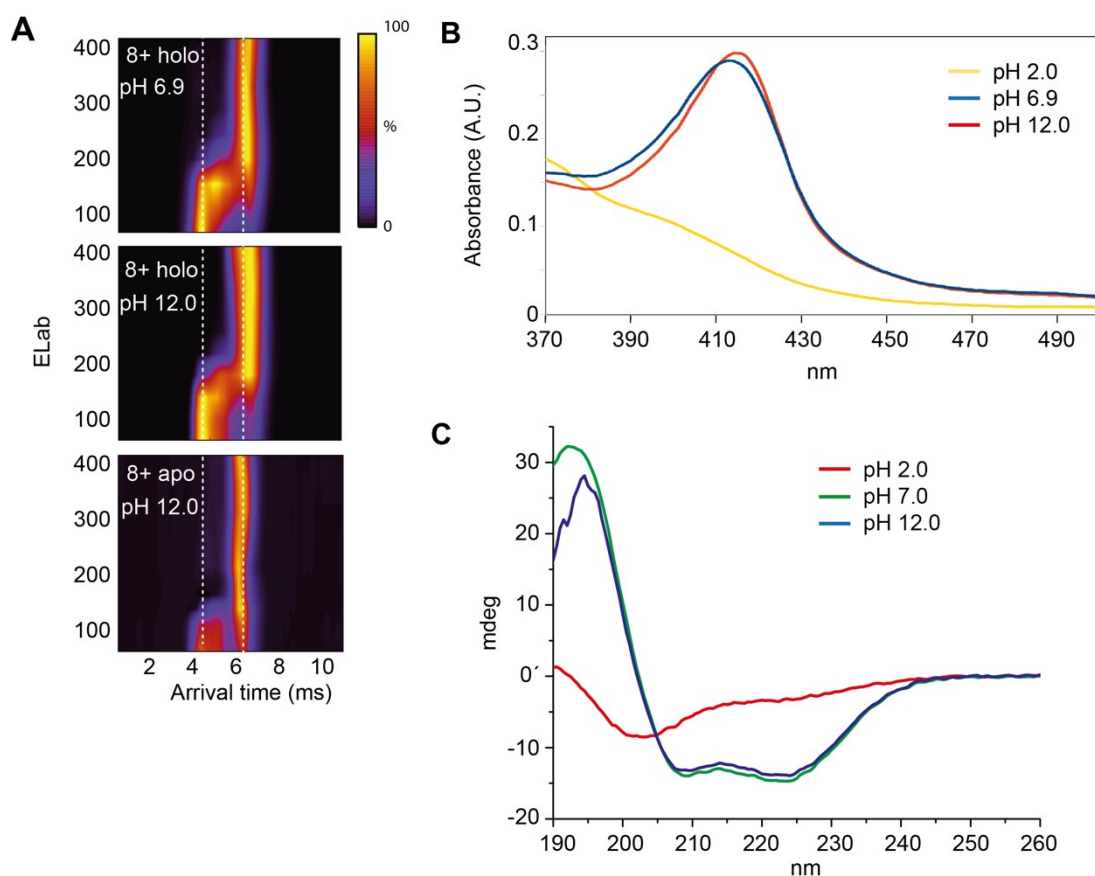 A
400
300
200
100
8+ holo
pH 6.9
100
%
0
400
300
200
100
8+ holo
pH 12.0
ELab
400
300
200
100
8+ apo
pH 12.0
2 4 6 8 10
Arrival time (ms)
B
0.3
0.2
0.1
0
Absorbance (A.U.)
pH 2.0
pH 6.9
pH 12.0
370 390 410 430 450 470 490
nm
C
30
20
10
0´
-10
-20
mdeg
pH 2.0
pH 7.0
pH 12.0
190 200 210 220 230 240 250 260
nm